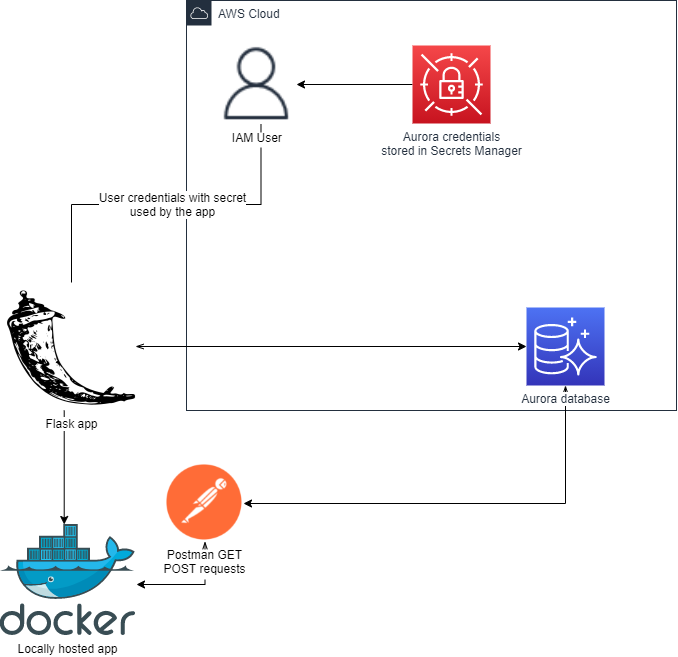 AWS Cloud
IAM User
Aurora credentials
stored in Secrets Manager
User credentials with secret
used by the app
Aurora database
Flask app
Postman GET
POST requests
docker
Locally hosted app